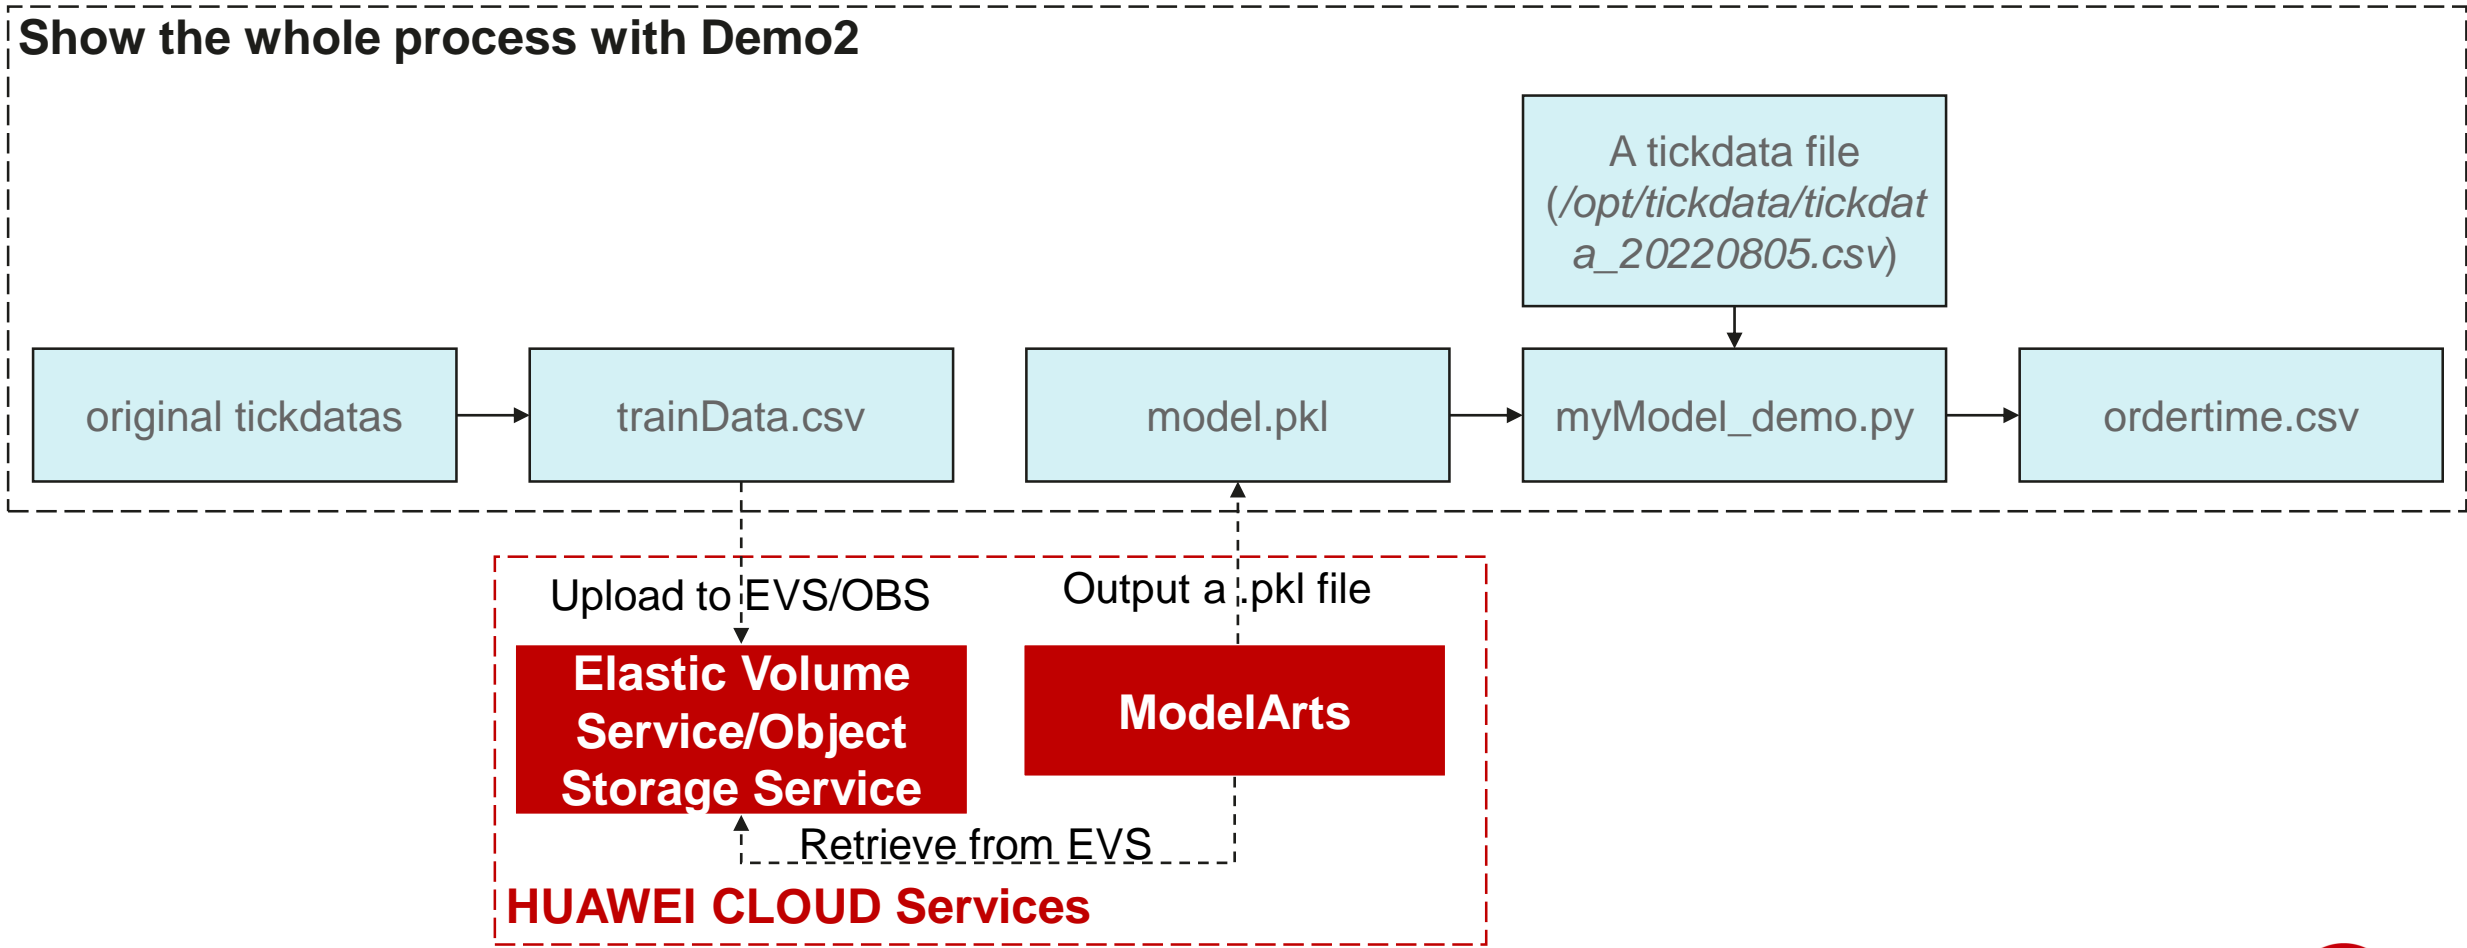 Show the whole process with Demo2
A tickdata file
(/opt/tickdata/tickdat
a_20220805.csv)
original tickdatas
trainData.csv
model.pkl
myModel_demo.py
ordertime.csv
Upload to EVS/OBS
Output a .pkl file
Elastic Volume
Service/Object
Storage Service
ModelArts
Retrieve from EVS
HUAWEI CLOUD Services